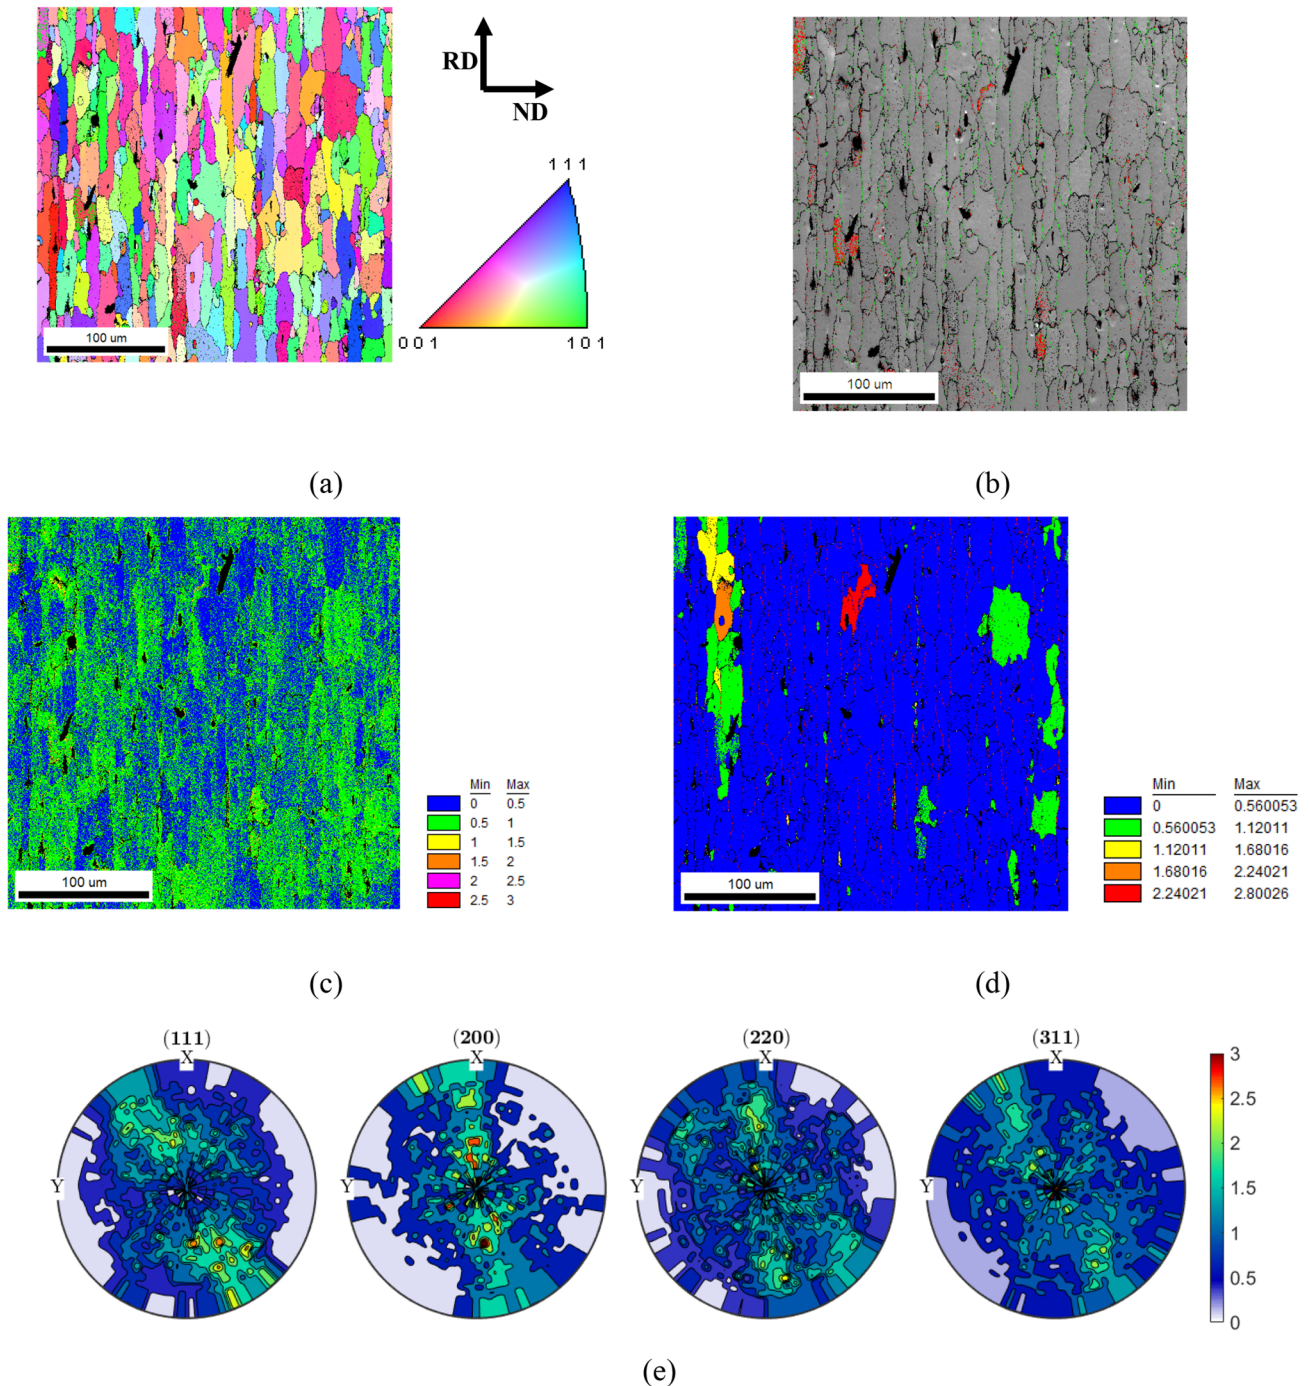 RD
ND
1 1 1
0 0 1
1 0 1
100 um
100 um
(a)
(b)
Min Max
0 0.5
0.5 1
1 1.5
1.5 2
2 2.5
2.5 3
100 um
Min Max
0 0.560053
0.560053 1.12011
1.12011 1.68016
1.68016 2.24021
2.24021 2.80026
100 um
(c)
(d)
(111)
X
Y
(200)
X
Y
(220)
X
Y
(311)
X
Y
3
2.5
2
1.5
1
0.5
0
(e)